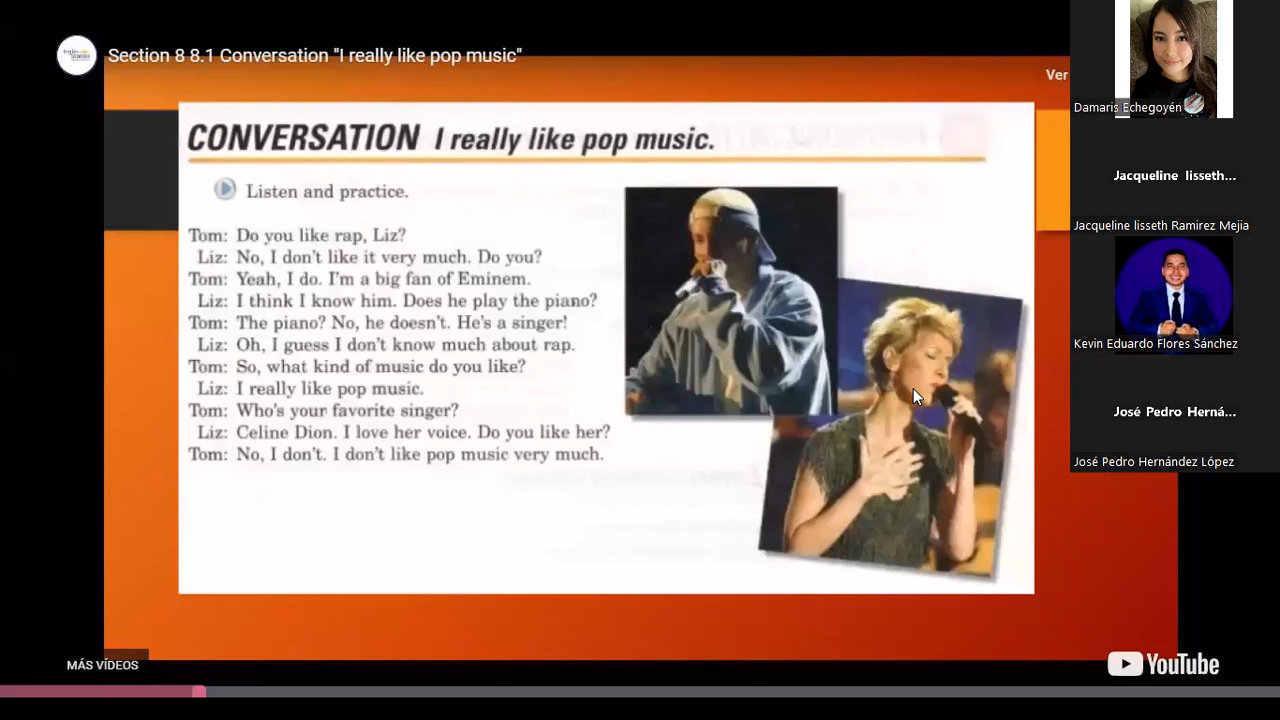 Section 8 8.1 Conversation "I really like pop music"
Ver
CONVERSATION I really like pop music.
Listen and practice.
Tom: Do you like rap, Liz?
Liz: No, I don't like it very much. Do you?
Tom: Yeah, I do. I'm a big fan of Eminem.
Liz: I think I know him. Does he play the piano?
Tom: The piano? No, he doesn't. He's a singer!
Liz: Oh, I guess I don't know much about rap.
Tom: So, what kind of music do you like?
Liz: I really like pop music.
Tom: Who's your favorite singer?
Liz: Celine Dion. I love her voice. Do you like her?
Tom: No, I don't. I don't like pop music very much.
MÁS VÍDEOS
YouTube
Damaris Echegoyén
Jacqueline lisseth...
Jacqueline lisseth Ramirez Mejia
Kevin Eduardo Flores Sánchez
José Pedro Herná...
José Pedro Hernández López